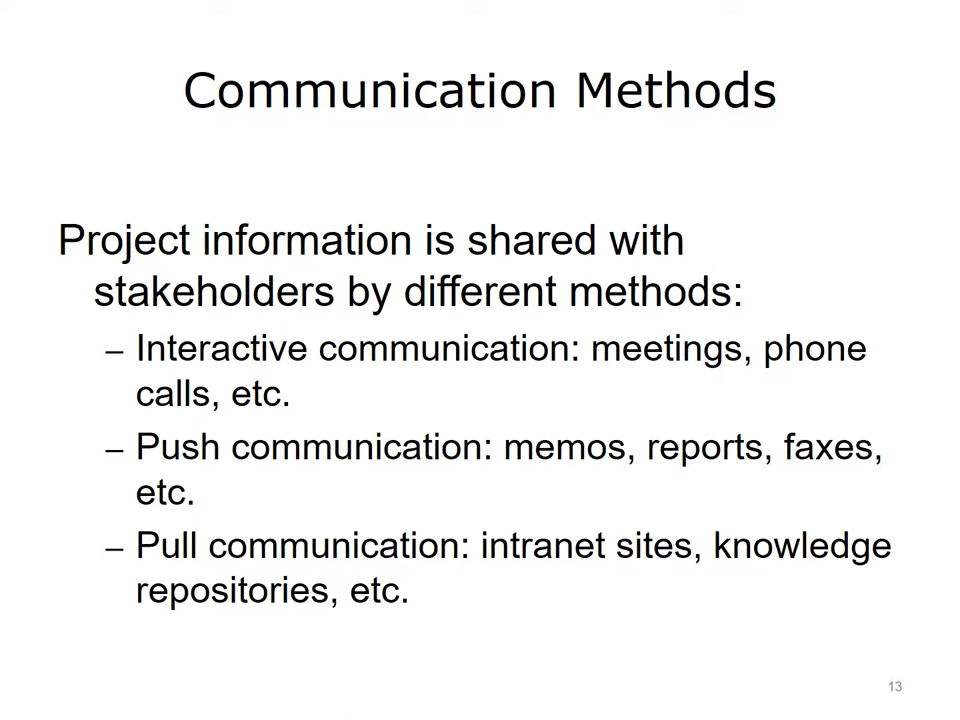 Communication Methods
Project information is shared with
stakeholders by different methods:
– Interactive communication: meetings, phone
calls, etc.
– Push communication: memos, reports, faxes,
etc.
– Pull communication: intranet sites, knowledge
repositories, etc.
13